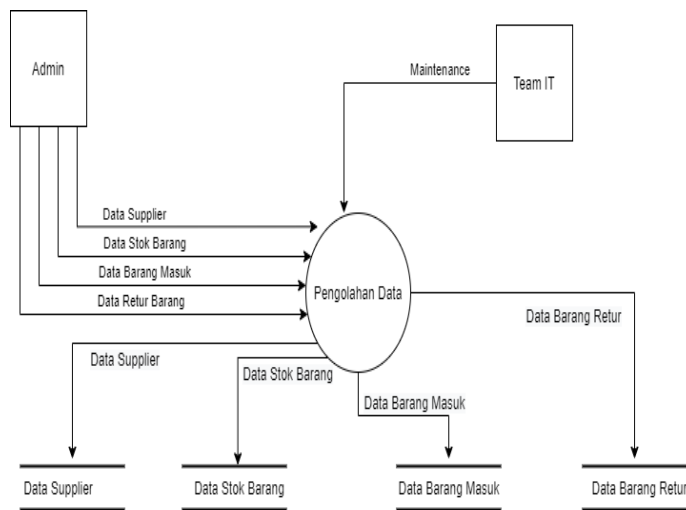 Admin
Maintenance
Team IT
Data Supplier
Data Stok Barang
Data Barang Masuk
Data Retur Barang
Pengolahan Data
Data Barang Retur
Data Supplier
Data Stok Barang
Data Barang Masuk
Data Supplier
Data Stok Barang
Data Barang Masuk
Data Barang Retur